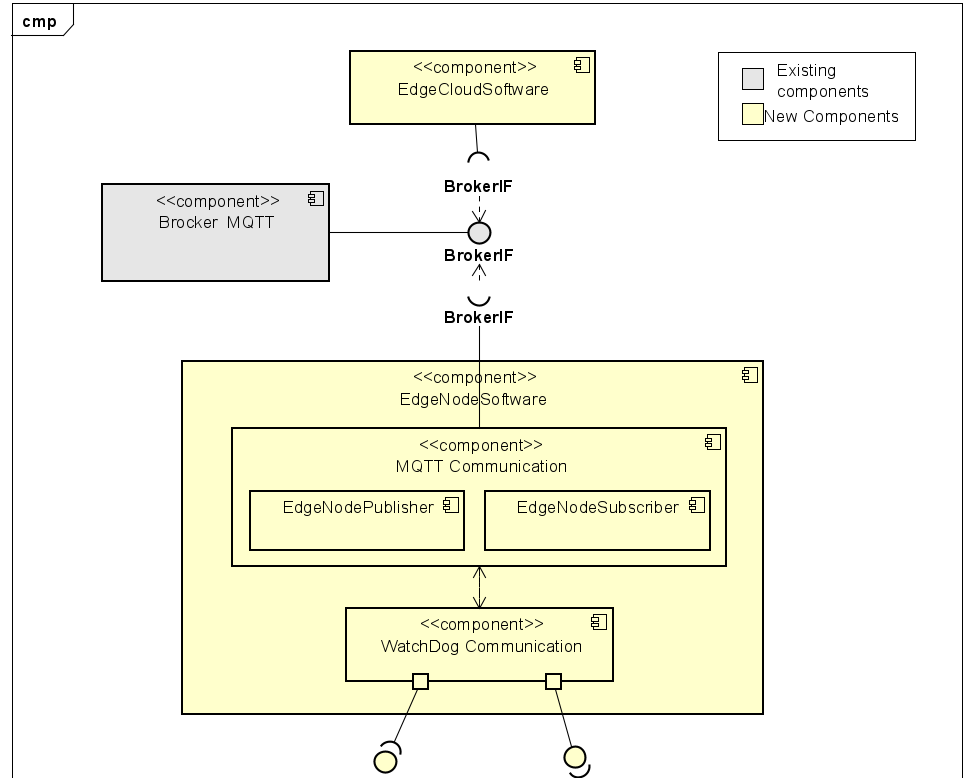 cmp
<<component>>
EdgeCloudSoftware
Existing
components
New Components
BrokerIF
<<component>>
Brocker MQTT
BrokerIF
BrokerIF
<<component>>
EdgeNodeSoftware
<<component>>
MQTT Communication
EdgeNodePublisher
EdgeNodeSubscriber
<<component>>
WatchDog Communication